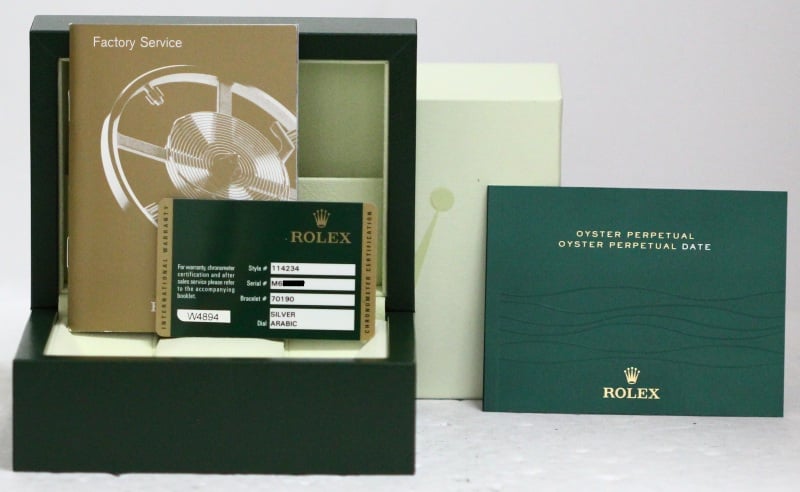 Factory Service
INTERNATIONAL WARRANTY
ROLEX
For warranty, chronometer
certification and after
sales service please refer
to the accompanying
booklet.
W4894
Style # 114234
Serial # M6
Bracelet # 70190
SILVER
Dial ARABIC
CHRONOMETER CERTIFICATION
OYSTER PERPETUAL
OYSTER PERPETUAL DATE
ROLEX